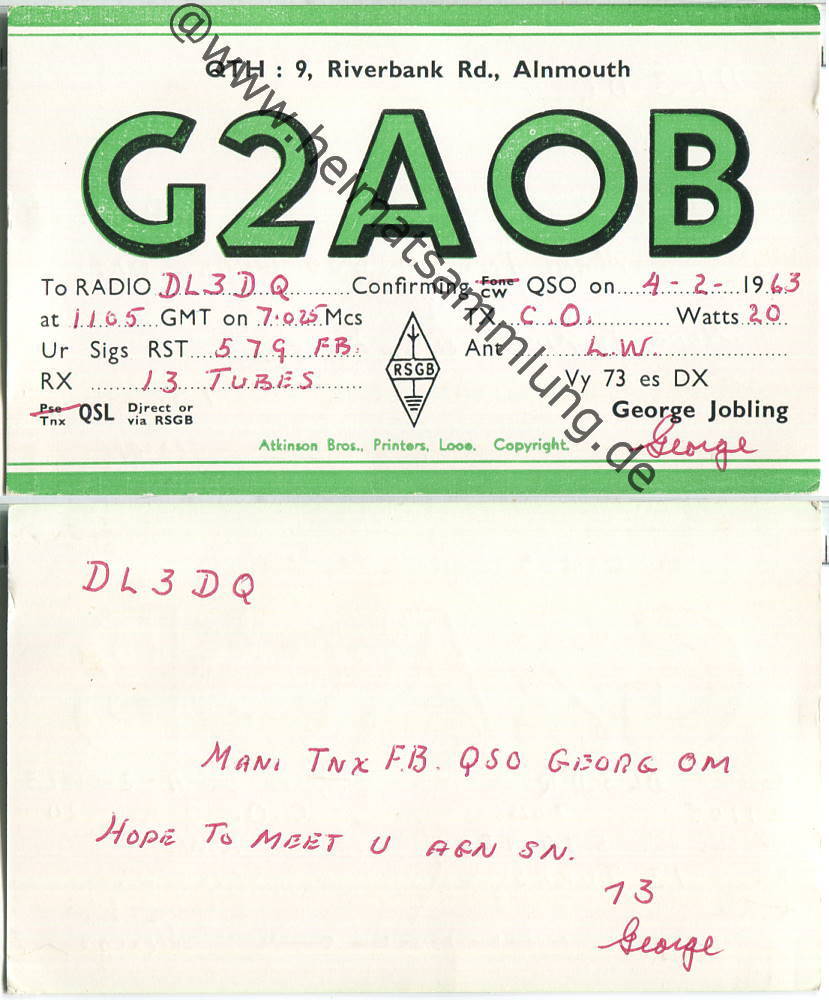 QTH : 9, Riverbank Rd., Alnmouth
G2AOB
To RADIO DL3DQ Confirming Fone CW QSO on 4-2- 1963
at 1105 GMT on 7.025 Mcs TX C.O. Watts 20
Ur Sigs RST 579 FB. Ant L.W.
RX 13 TUBES Vy 73 es DX
RSGB
Pse Tnx QSL Direct or via RSGB George Jobling
George
Atkinson Bros., Printers, Looe. Copyright.
@www.heimatsammlung.de
DL3DQ
MANI TNX F.B. QSO GEORG OM
HOPE TO MEET U AGN SN.
73
George